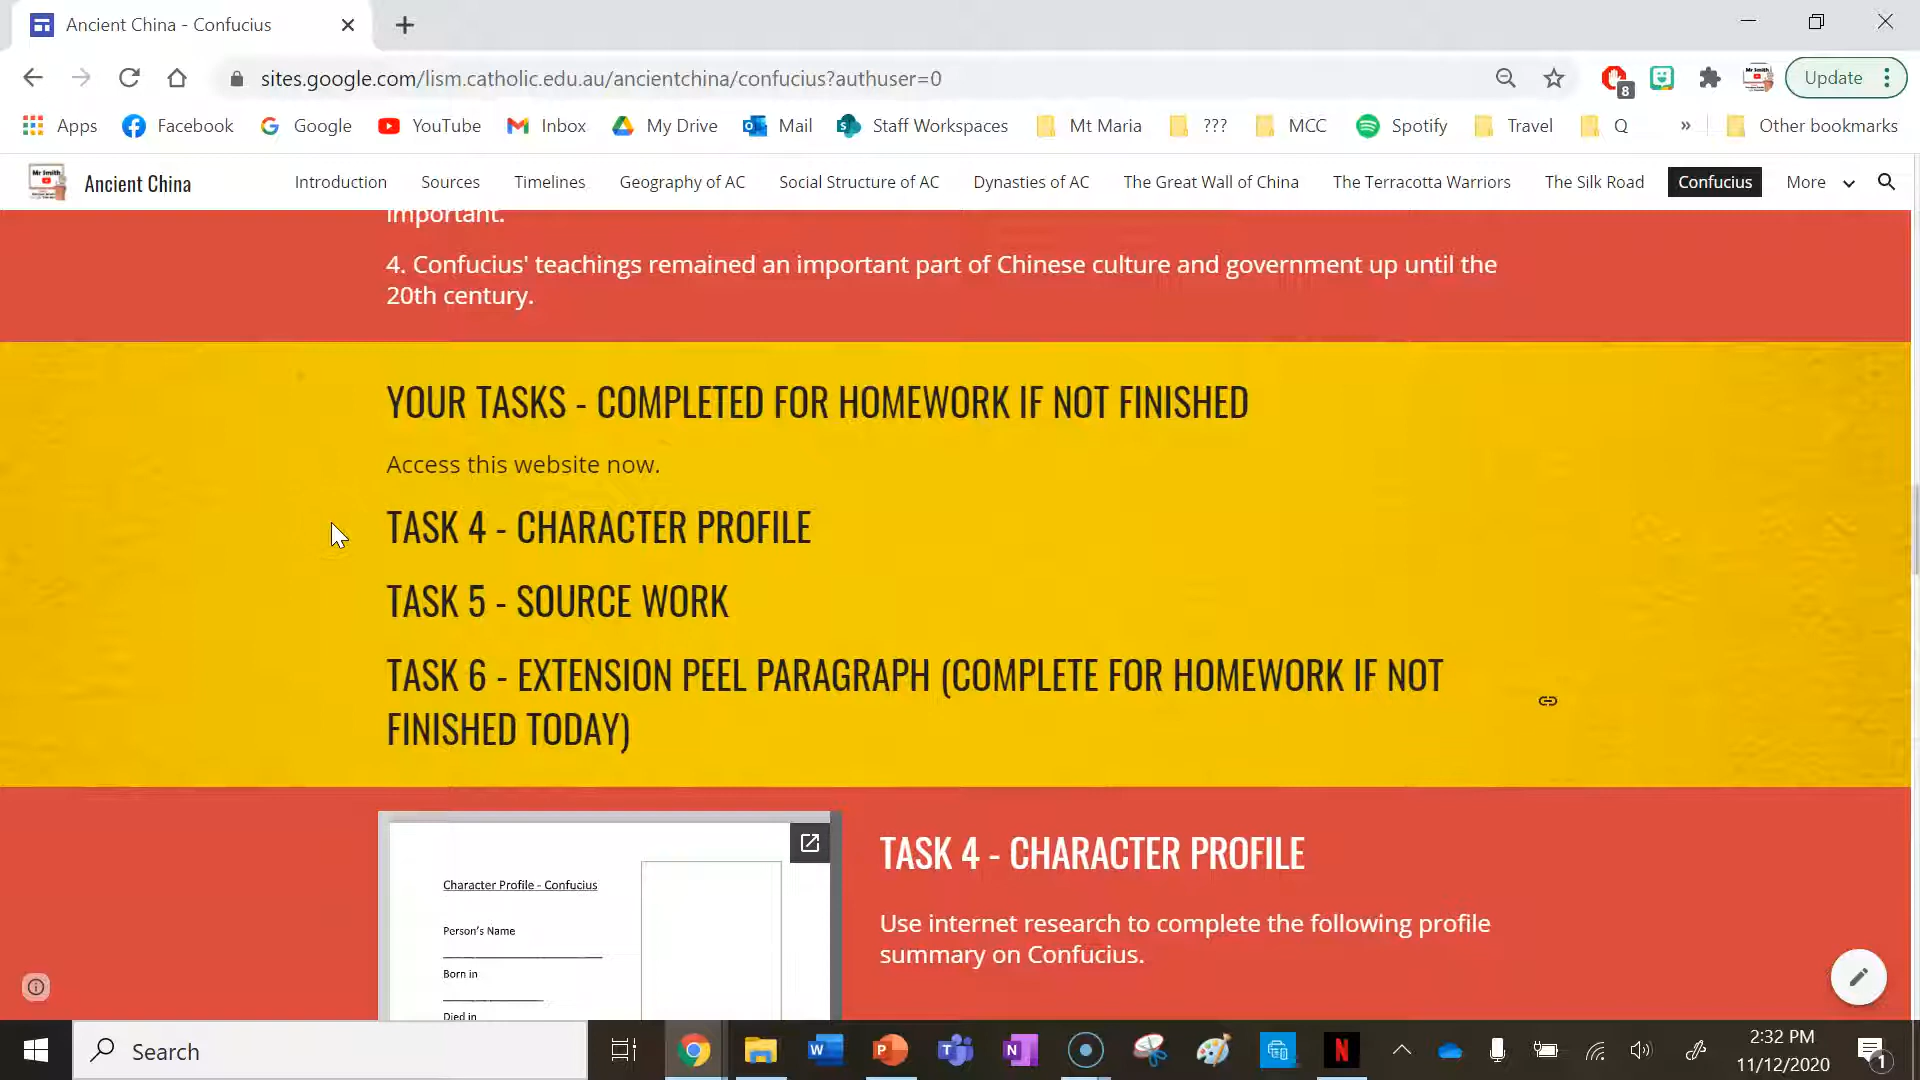 Ancient China - Confucius
sites.google.com/lism.catholic.edu.au/ancientchina/confucius?authuser=0
8
Update
Apps
Facebook
Google
YouTube
Inbox
My Drive
Mail
Staff Workspaces
Mt Maria
???
MCC
Spotify
Travel
Q
»
Other bookmarks
Mr Smith
Ancient China
Introduction
Sources
Timelines
Geography of AC
Social Structure of AC
Dynasties of AC
The Great Wall of China
The Terracotta Warriors
The Silk Road
Confucius
More
important.
4. Confucius' teachings remained an important part of Chinese culture and government up until the
20th century.
YOUR TASKS - COMPLETED FOR HOMEWORK IF NOT FINISHED
Access this website now.
TASK 4 - CHARACTER PROFILE
TASK 5 - SOURCE WORK
TASK 6 - EXTENSION PEEL PARAGRAPH (COMPLETE FOR HOMEWORK IF NOT
FINISHED TODAY)
Character Profile - Confucius
Person's Name
Born in
Died in
TASK 4 - CHARACTER PROFILE
Use internet research to complete the following profile
summary on Confucius.
Search
2:32 PM
11/12/2020
1